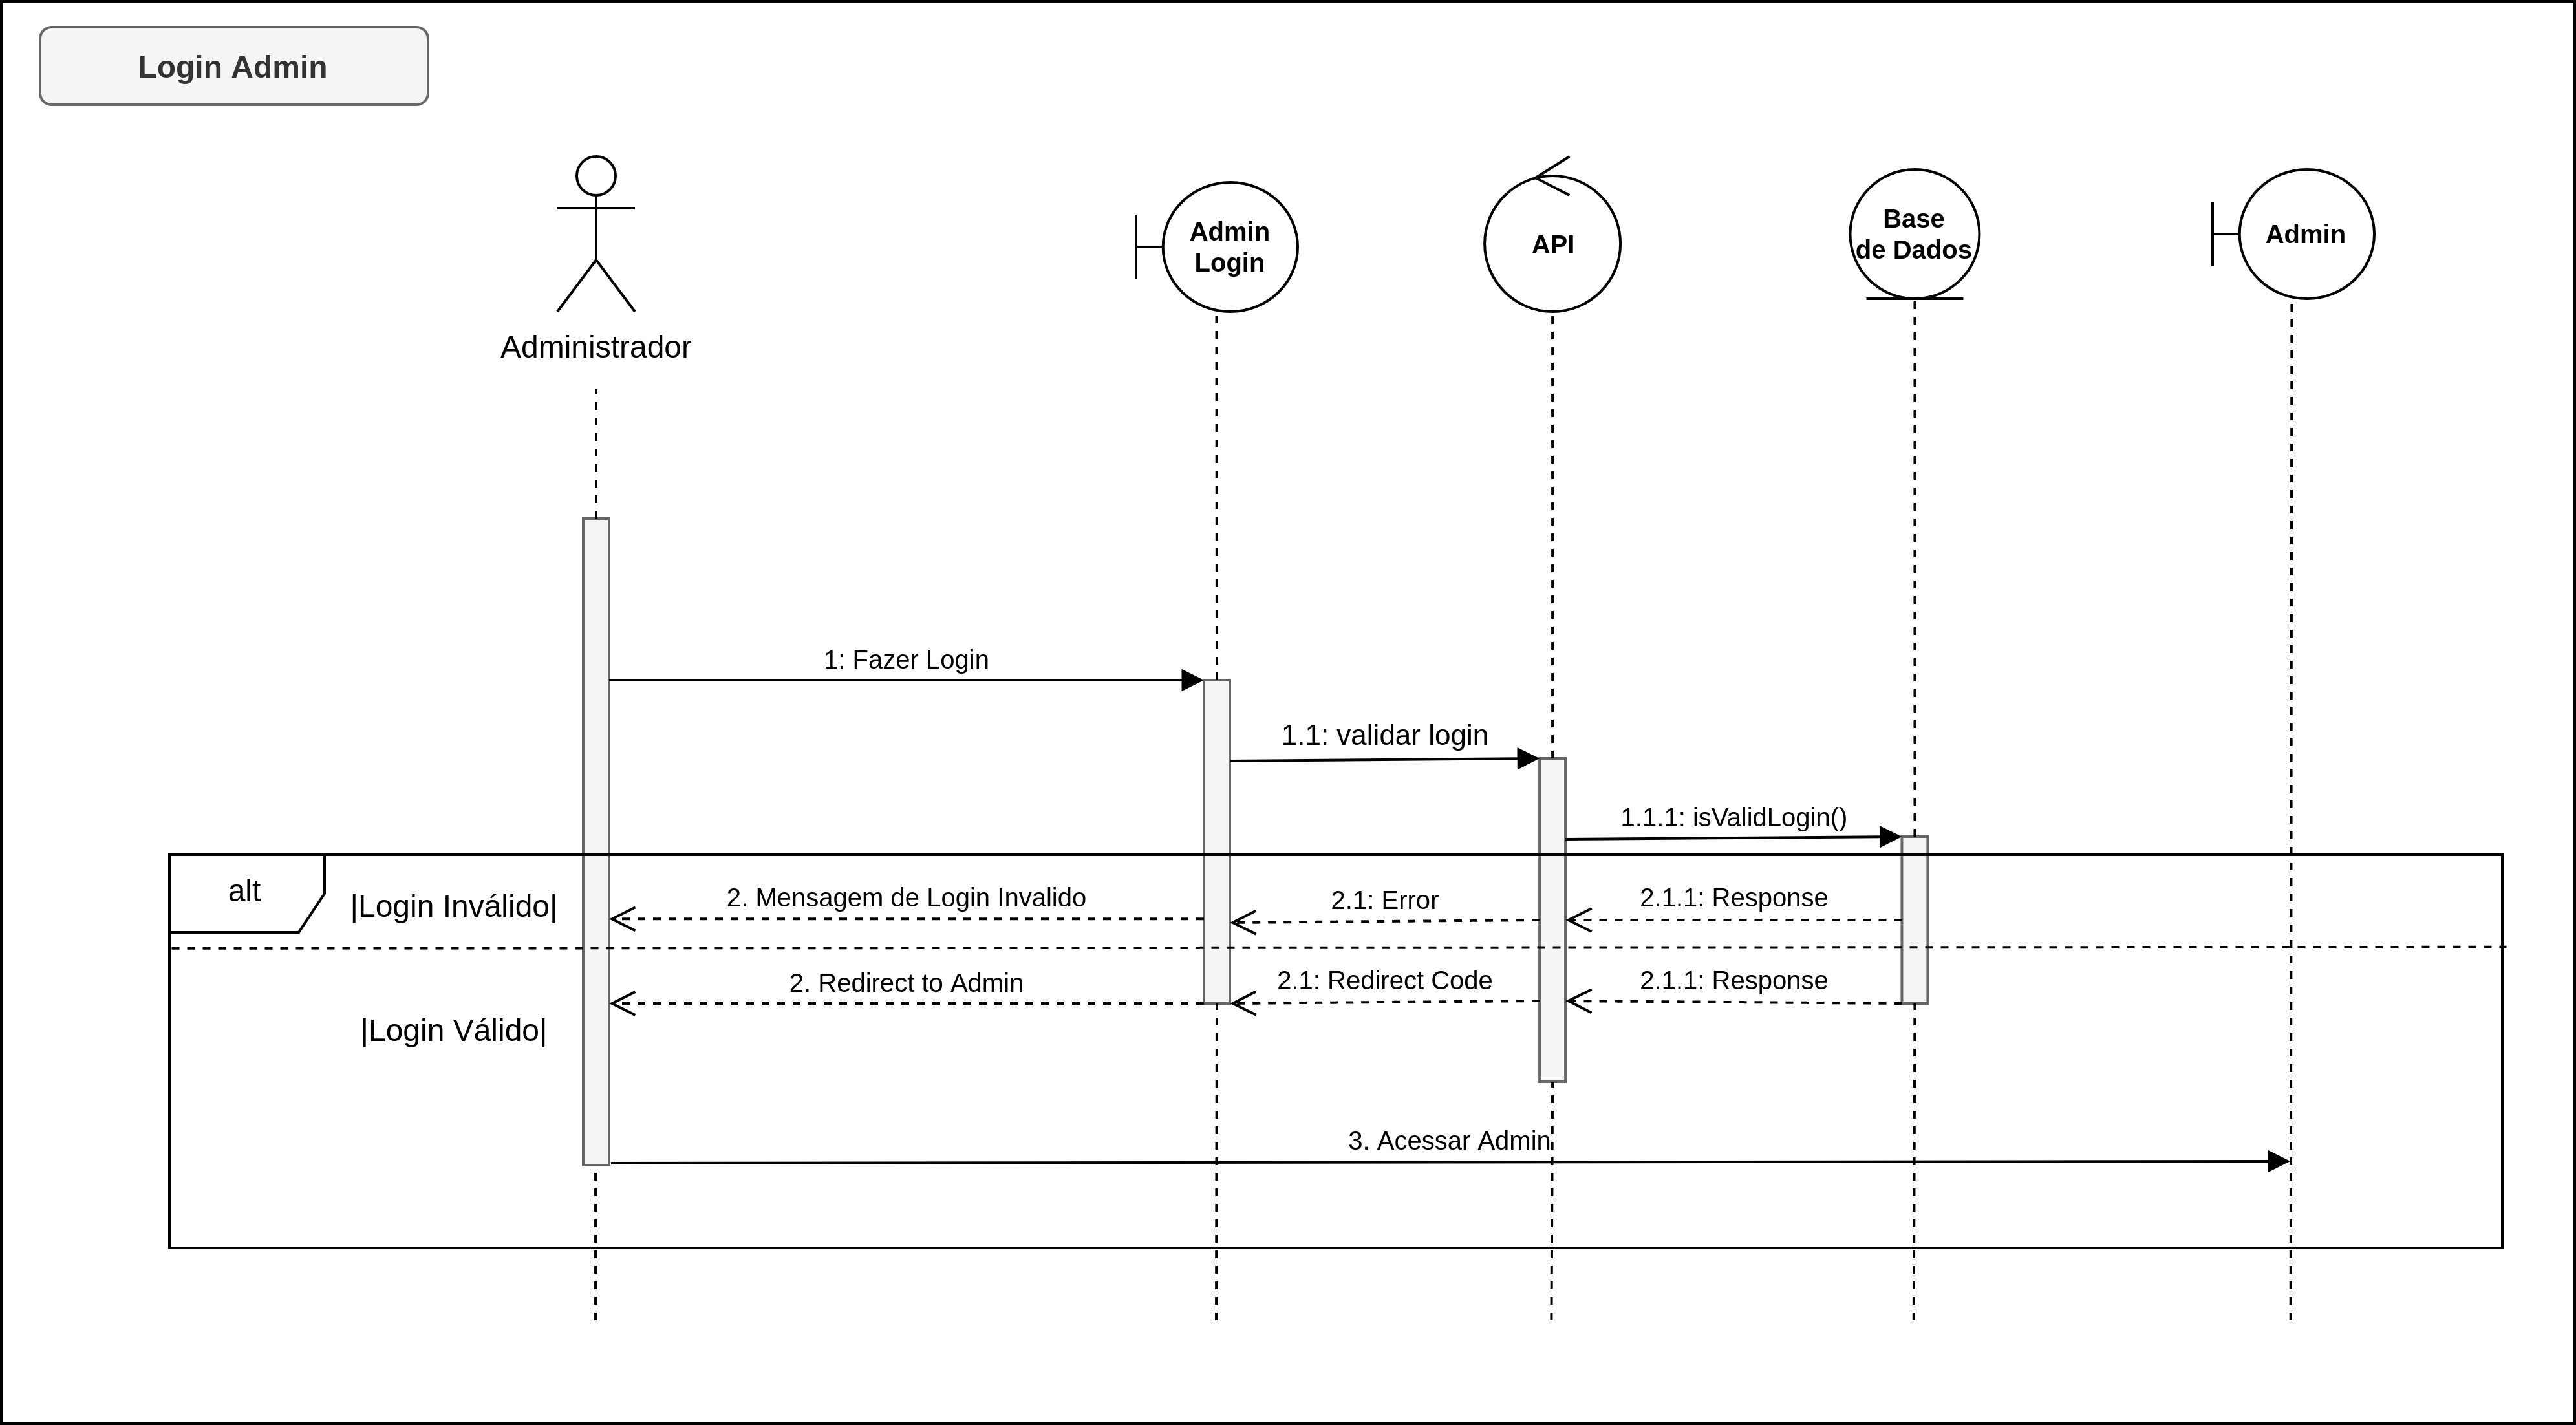 Login Admin
Administrador
Admin
Login
API
Base
de Dados
Admin
1: Fazer Login
1.1: validar login
1.1.1: isValidLogin()
alt
|Login Inválido|
2. Mensagem de Login Invalido
2.1: Error
2.1.1: Response
2. Redirect to Admin
2.1: Redirect Code
2.1.1: Response
|Login Válido|
3. Acessar Admin